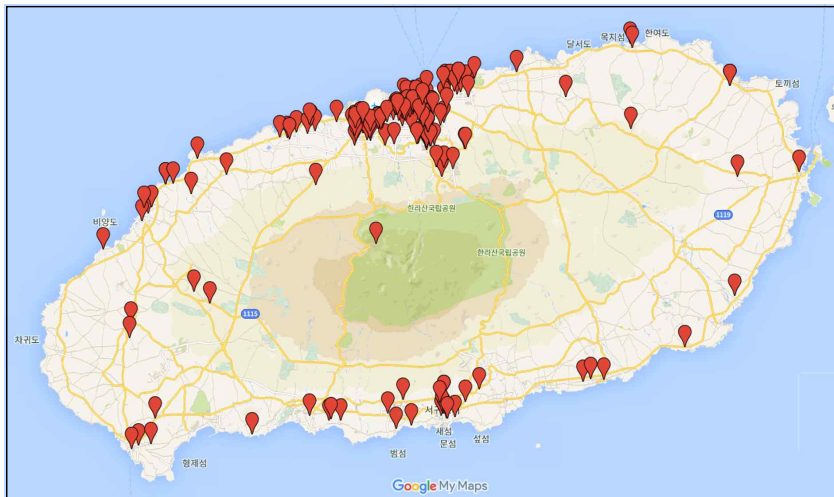 달서도
목지섬
한여도
토끼섬
비양도
한라산국립공원
1119
한라산국립공원
1115
차귀도
서귀
새섬
문섬
섶섬
범섬
형제섬
Google My Maps